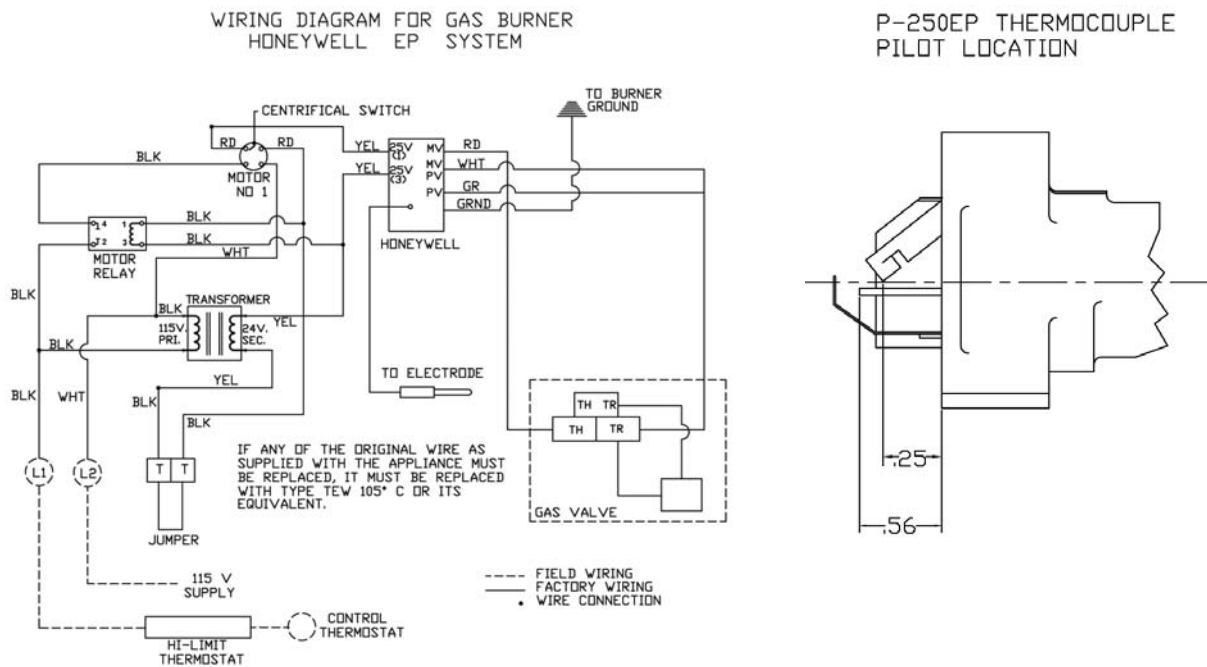 WIRING DIAGRAM FOR GAS BURNER
HONEYWELL EP SYSTEM
P-250EP THERMOCOUPLE
PILOT LOCATION
CENTRIFICAL SWITCH
TO BURNER
GROUND
RD
RD
BLK
MOTOR
NO 1
YEL
25V
(1)
YEL
25V
(3)
MV
MV
PV
PV
RD
WHT
GR
GRND
HONEYWELL
4
1
2
3
BLK
BLK
WHT
MOTOR
RELAY
BLK
TRANSFORMER
BLK
115V.
PRI.
24V.
SEC.
YEL
BLK
YEL
TO ELECTRODE
BLK
WHT
BLK
BLK
TH TR
TH TR
GAS VALVE
L1
L2
T T
JUMPER
IF ANY OF THE ORIGINAL WIRE AS
SUPPLIED WITH THE APPLIANCE MUST
BE REPLACED, IT MUST BE REPLACED
WITH TYPE TEW 105° C OR ITS
EQUIVALENT.
115 V
SUPPLY
FIELD WIRING
FACTORY WIRING
WIRE CONNECTION
CONTROL
THERMOSTAT
HI-LIMIT
THERMOSTAT
.25
.56